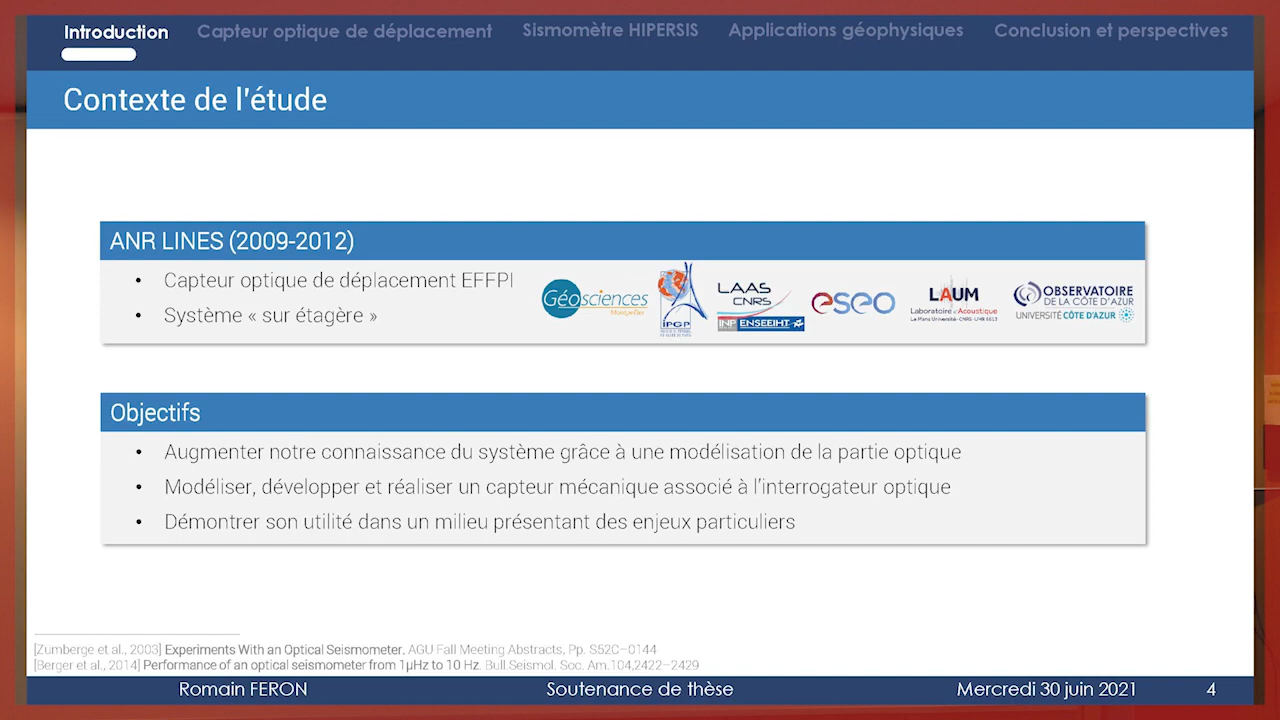 Introduction
Capteur optique de déplacement
Sismomètre HIPERSIS
Applications géophysiques
Conclusion et perspectives
Contexte de l'étude
ANR LINES (2009-2012)
• Capteur optique de déplacement EFFPI
• Système « sur étagère »
Géosciences
Montpellier
IPGP
LAAS
CNRS
INP ENSEEIHT
eseo
LAUM
Laboratoire d'Acoustique
Le Mans Université - CNRS - UMR 6613
OBSERVATOIRE
DE LA CÔTE D'AZUR
UNIVERSITÉ CÔTE D'AZUR
Objectifs
• Augmenter notre connaissance du système grâce à une modélisation de la partie optique
• Modéliser, développer et réaliser un capteur mécanique associé à l'interrogateur optique
• Démontrer son utilité dans un milieu présentant des enjeux particuliers
[Zumberge et al., 2003] Experiments With an Optical Seismometer. AGU Fall Meeting Abstracts, Pp. S52C–0144
[Berger et al., 2014] Performance of an optical seismometer from 1µHz to 10 Hz. Bull.Seismol. Soc. Am.104,2422–2429
Romain FERON
Soutenance de thèse
Mercredi 30 juin 2021
4